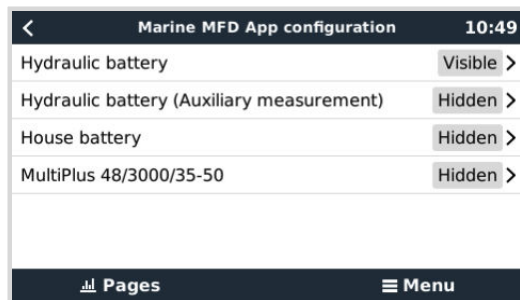 Marine MFD App configuration 10:49
Hydraulic battery Visible
Hydraulic battery (Auxiliary measurement) Hidden
House battery Hidden
MultiPlus 48/3000/35-50 Hidden
Pages Menu